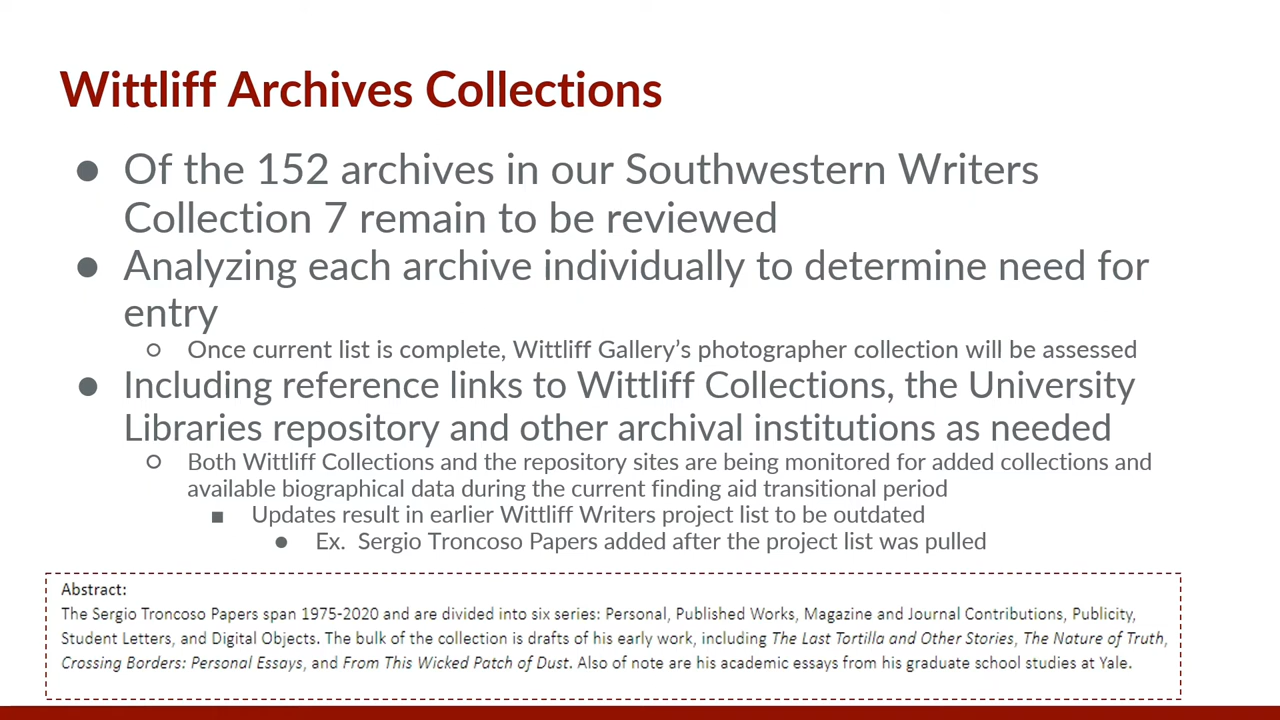 Wittliff Archives Collections
● Of the 152 archives in our Southwestern Writers
Collection 7 remain to be reviewed
● Analyzing each archive individually to determine need for
entry
○ Once current list is complete, Wittliff Gallery’s photographer collection will be assessed
● Including reference links to Wittliff Collections, the University
Libraries repository and other archival institutions as needed
○ Both Wittliff Collections and the repository sites are being monitored for added collections and
available biographical data during the current finding aid transitional period
■ Updates result in earlier Wittliff Writers project list to be outdated
● Ex. Sergio Troncoso Papers added after the project list was pulled
Abstract:
The Sergio Troncoso Papers span 1975-2020 and are divided into six series: Personal, Published Works, Magazine and Journal Contributions, Publicity,
Student Letters, and Digital Objects. The bulk of the collection is drafts of his early work, including The Last Tortilla and Other Stories, The Nature of Truth,
Crossing Borders: Personal Essays, and From This Wicked Patch of Dust. Also of note are his academic essays from his graduate school studies at Yale.